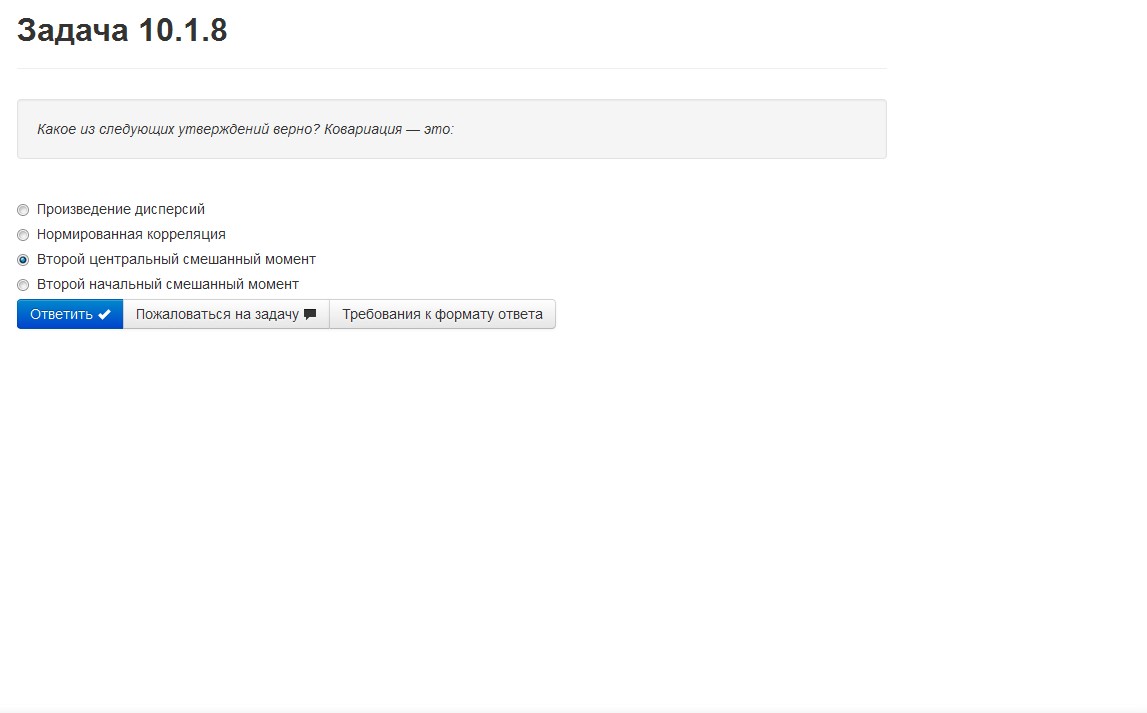 Задача 10.1.8
Какое из следующих утверждений верно? Ковариация — это:
Произведение дисперсий
Нормированная корреляция
Второй центральный смешанный момент
Второй начальный смешанный момент
Ответить Пожаловаться на задачу Требования к формату ответа